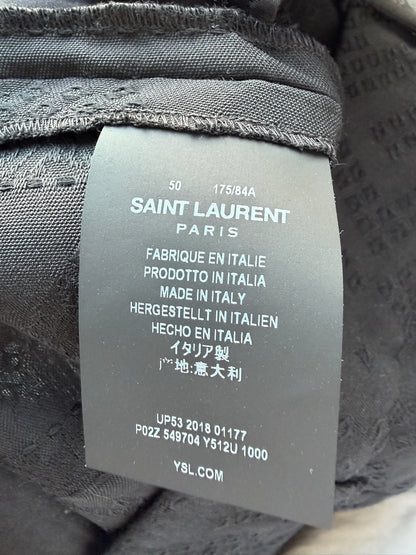 50 175/84A
SAINT LAURENT
PARIS
FABRIQUE EN ITALIE
PRODOTTO IN ITALIA
MADE IN ITALY
HERGESTELLT IN ITALIEN
HECHO EN ITALIA
イタリア製
地:意大利
UP53 2018 01177
P02Z 549704 Y512U 1000
YSL.COM